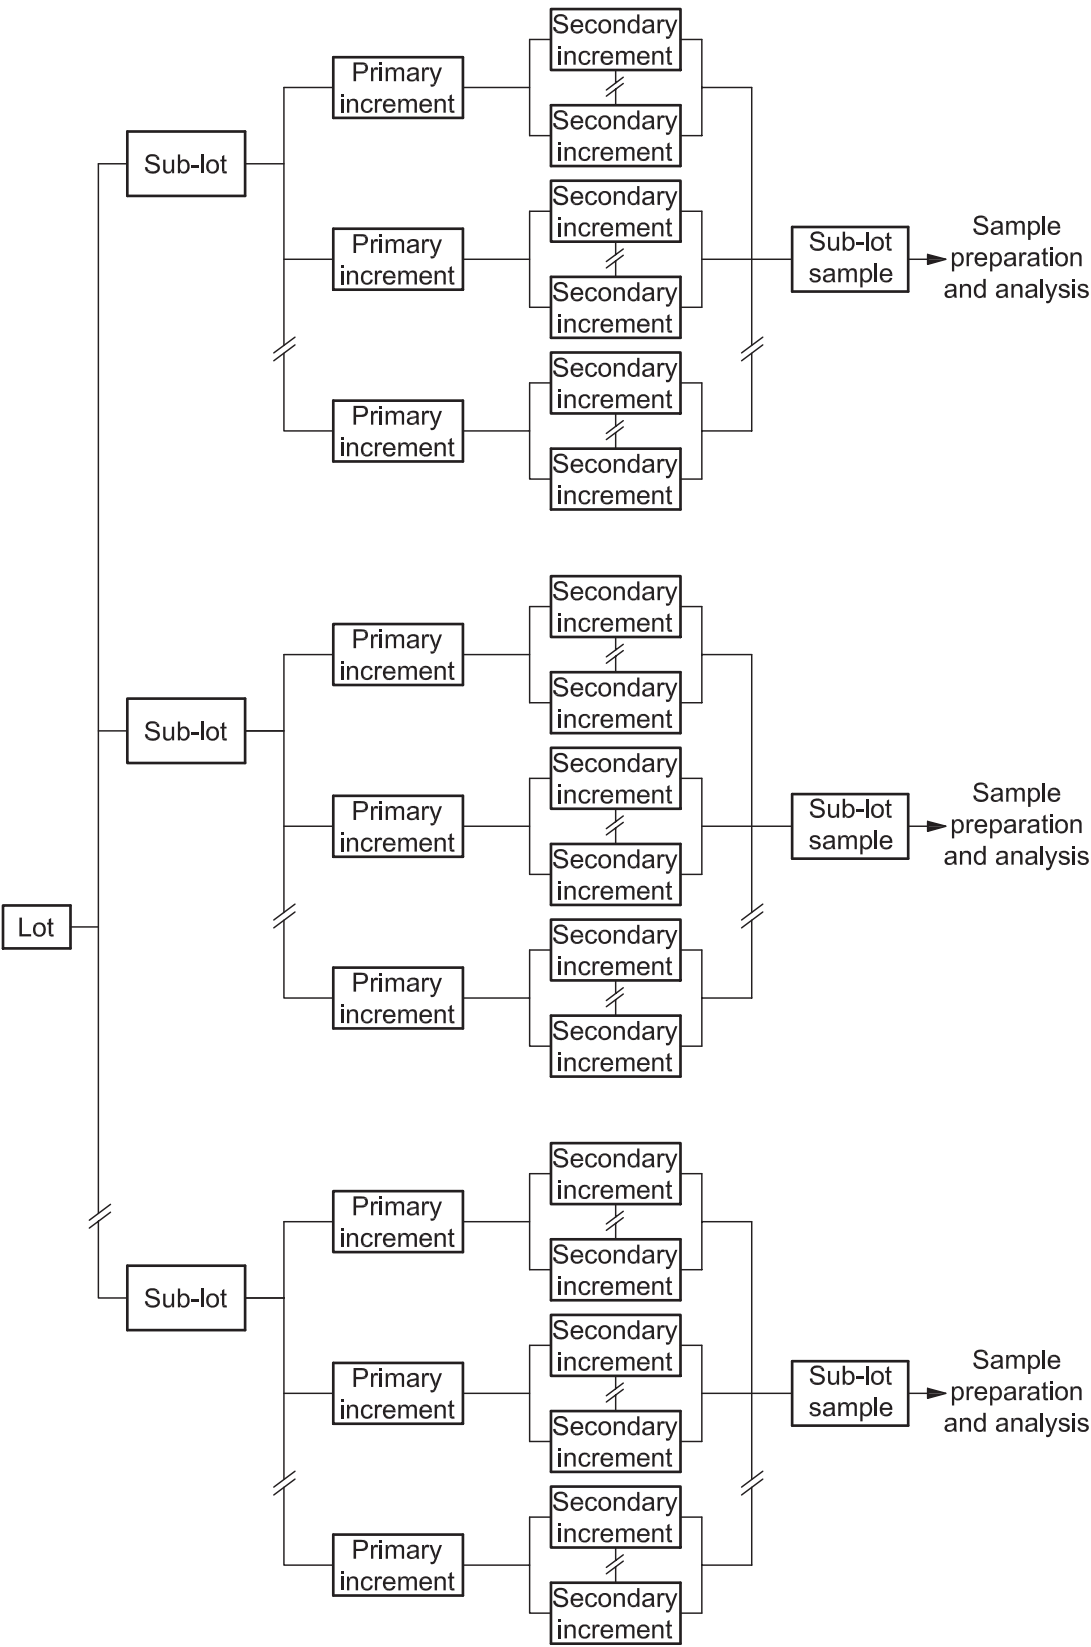 Secondary
increment
Primary
increment
Secondary
increment
Sub-lot
Secondary
increment
Primary
increment
Secondary
increment
Sub-lot
sample
Sample
preparation
and analysis
Secondary
increment
Primary
increment
Secondary
increment
Secondary
increment
Primary
increment
Secondary
increment
Sub-lot
Secondary
increment
Primary
increment
Secondary
increment
Sub-lot
sample
Sample
preparation
and analysis
Lot
Secondary
increment
Primary
increment
Secondary
increment
Secondary
increment
Primary
increment
Secondary
increment
Sub-lot
Secondary
increment
Primary
increment
Secondary
increment
Sub-lot
sample
Sample
preparation
and analysis
Secondary
increment
Primary
increment
Secondary
increment